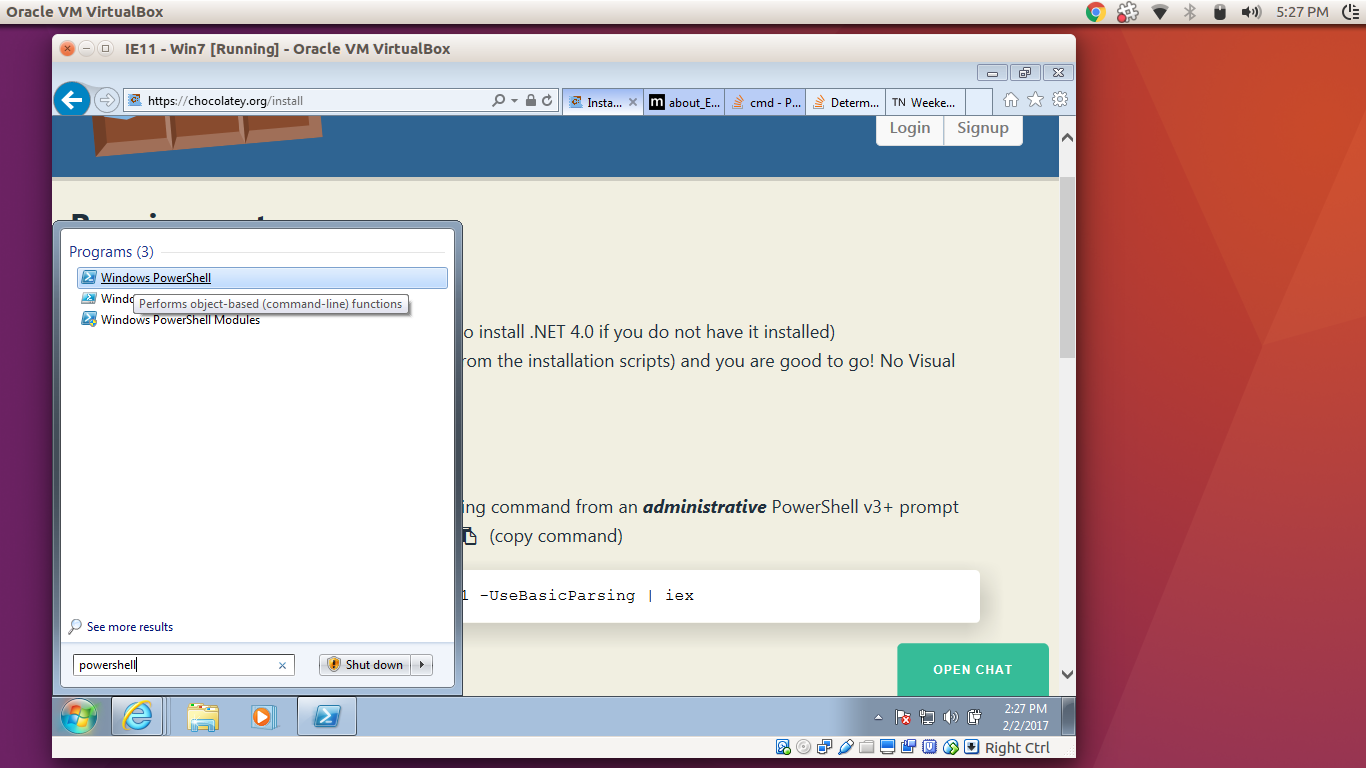 Oracle VM VirtualBox
5:27 PM
IE11 - Win7 [Running] - Oracle VM VirtualBox
https://chocolatey.org/install
Insta...
m about_E...
cmd - P...
Determ...
TN Weeke...
Login
Signup
Programs (3)
Windows PowerShell
Windo
Performs object-based (command-line) functions
Windows PowerShell Modules
o install .NET 4.0 if you do not have it installed)
rom the installation scripts) and you are good to go! No Visual
ing command from an administrative PowerShell v3+ prompt
(copy command)
1 -UseBasicParsing | iex
See more results
powershell
Shut down
OPEN CHAT
2:27 PM
2/2/2017
Right Ctrl